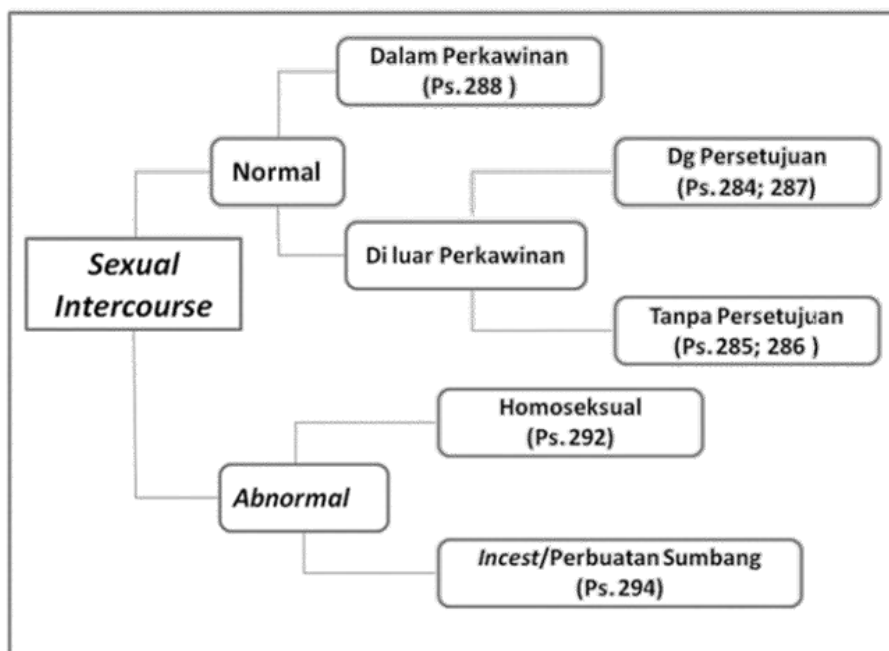 Dalam Perkawinan
(Ps. 288 )
Normal
Dg Persetujuan
(Ps. 284; 287)
Di luar Perkawinan
Sexual
Intercourse
Tanpa Persetujuan
(Ps. 285; 286 )
Homoseksual
(Ps. 292)
Abnormal
Incest/Perbuatan Sumbang
(Ps.294)